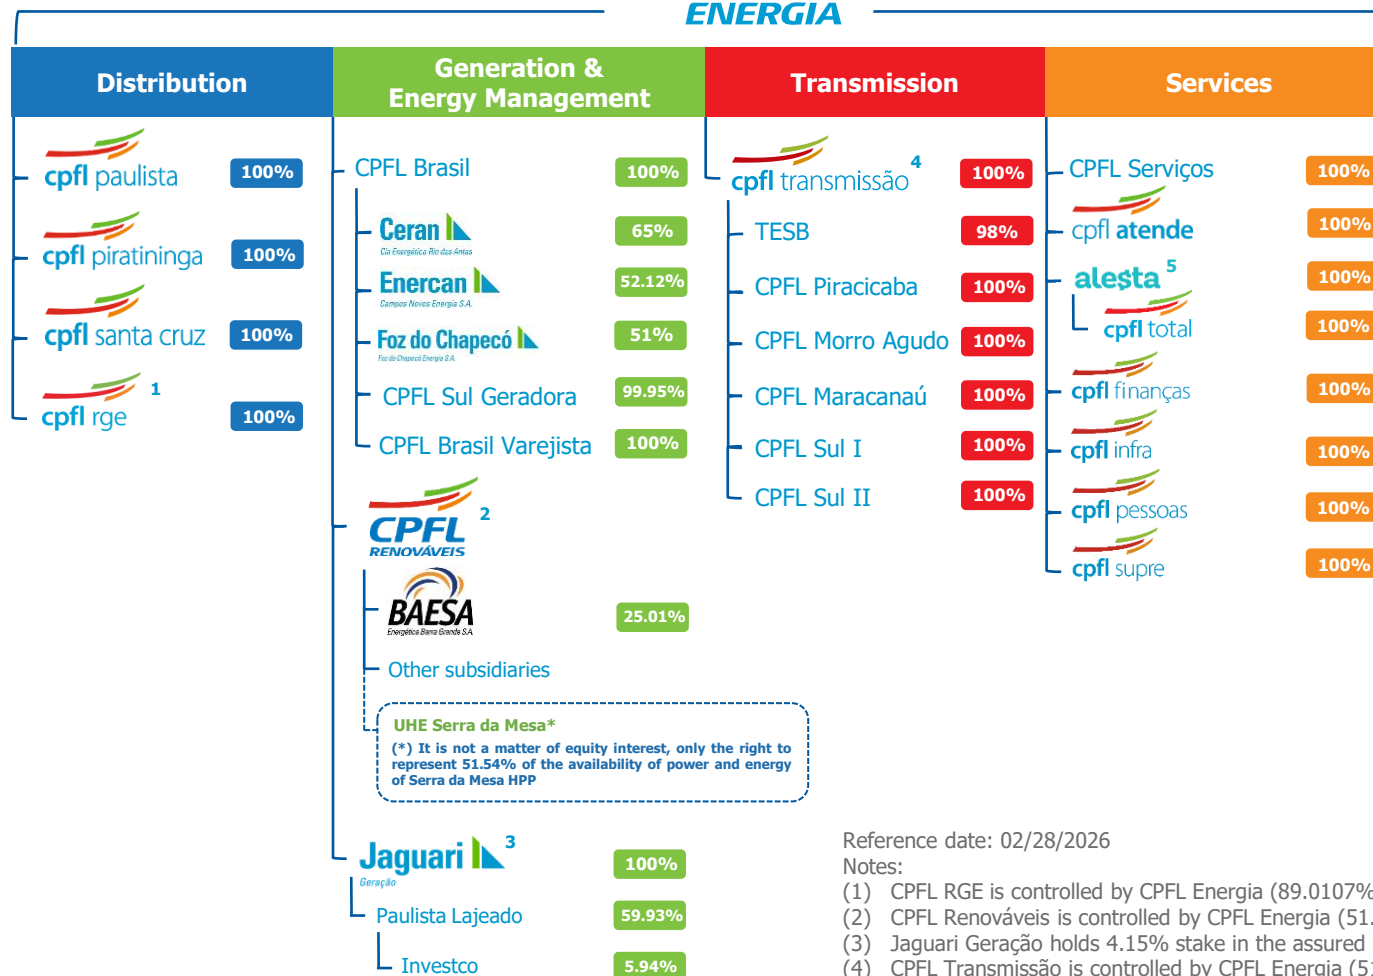 ENERGIA
Distribution
Generation &
Energy Management
Transmission
Services
cpfl paulista 100%
cpfl piratininga 100%
cpfl santa cruz 100%
cpfl rge 1 100%
CPFL Brasil 100%
Ceran 65%
Cia Energética Rio das Antas
Enercan 52.12%
Campos Novos Energia S.A.
Foz do Chapecó 51%
Foz do Chapecó Energia S.A.
CPFL Sul Geradora 99.95%
CPFL Brasil Varejista 100%
CPFL 2
RENOVÁVEIS
BAESA 25.01%
Energética Barra Grande S.A.
Other subsidiaries
UHE Serra da Mesa*
(*) It is not a matter of equity interest, only the right to
represent 51.54% of the availability of power and energy
of Serra da Mesa HPP
Jaguari 3 100%
Geração
Paulista Lajeado 59.93%
Investco 5.94%
cpfl transmissão 4 100%
TESB 98%
CPFL Piracicaba 100%
CPFL Morro Agudo 100%
CPFL Maracanaú 100%
CPFL Sul I 100%
CPFL Sul II 100%
CPFL Serviços 100%
cpfl atende 100%
alesta 5 100%
cpfl total 100%
cpfl finanças 100%
cpfl infra 100%
cpfl pessoas 100%
cpfl supre 100%
Reference date: 02/28/2026
Notes:
(1) CPFL RGE is controlled by CPFL Energia (89.0107%
(2) CPFL Renováveis is controlled by CPFL Energia (51.
(3) Jaguari Geração holds 4.15% stake in the assured
(4) CPFL Transmissão is controlled by CPFL Energia (51